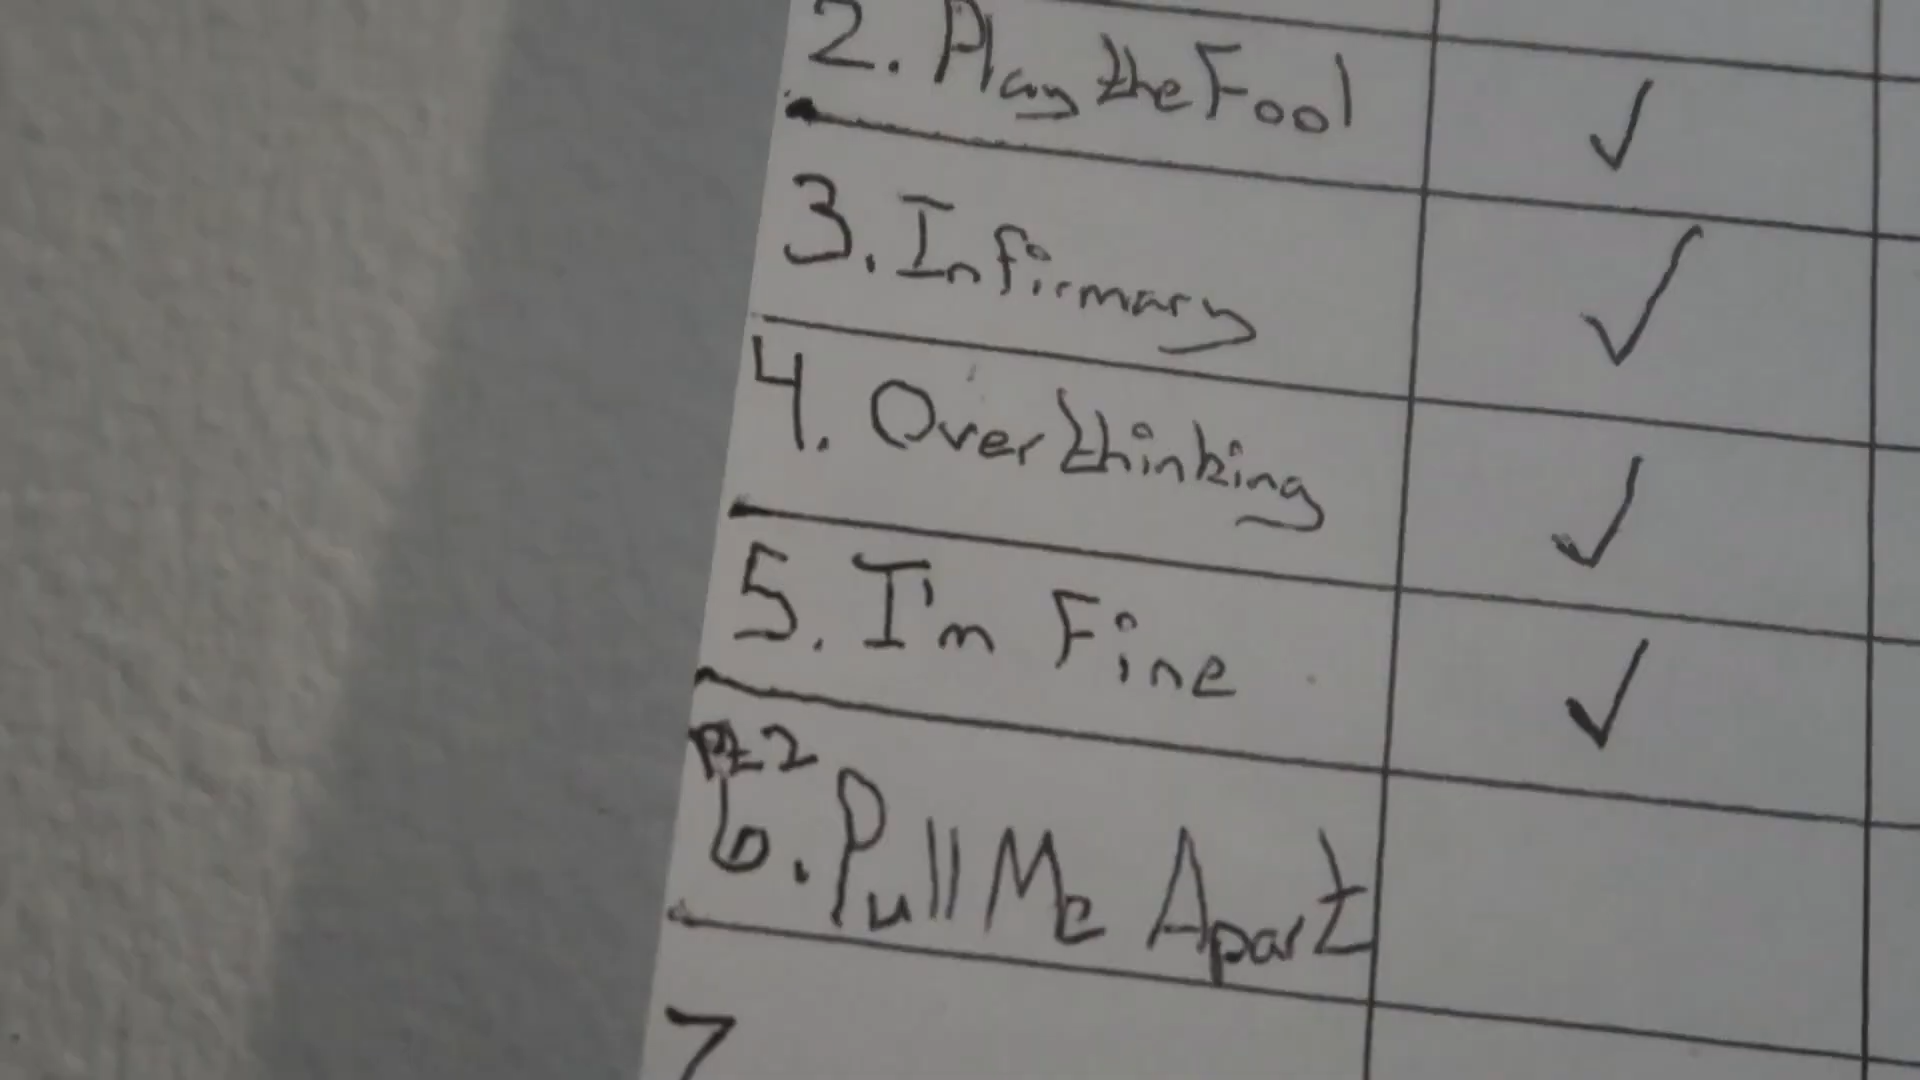 2. Play the Fool ✓
3. Infirmary ✓
4. Overthinking ✓
5. I'm Fine ✓
Pt 2
6. Pull Me Apart
7